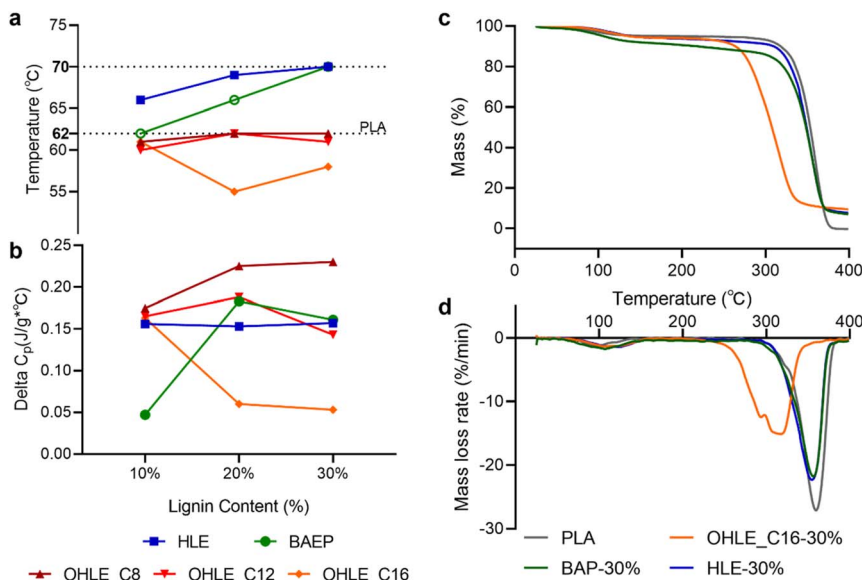 a
Temperature (°C)
75
70
65
62
60
55
PLA
b
Delta Cp(J/g*°C)
0.25
0.20
0.15
0.10
0.05
0.00
10%
20%
30%
Lignin Content (%)
HLE
BAEP
OHLE_C8
OHLE_C12
OHLE_C16
c
Mass (%)
100
80
60
40
20
0
0
100
200
300
400
Temperature (°C)
d
Mass loss rate (%/min)
100
200
300
400
0
-10
-20
-30
PLA
OHLE_C16-30%
BAP-30%
HLE-30%